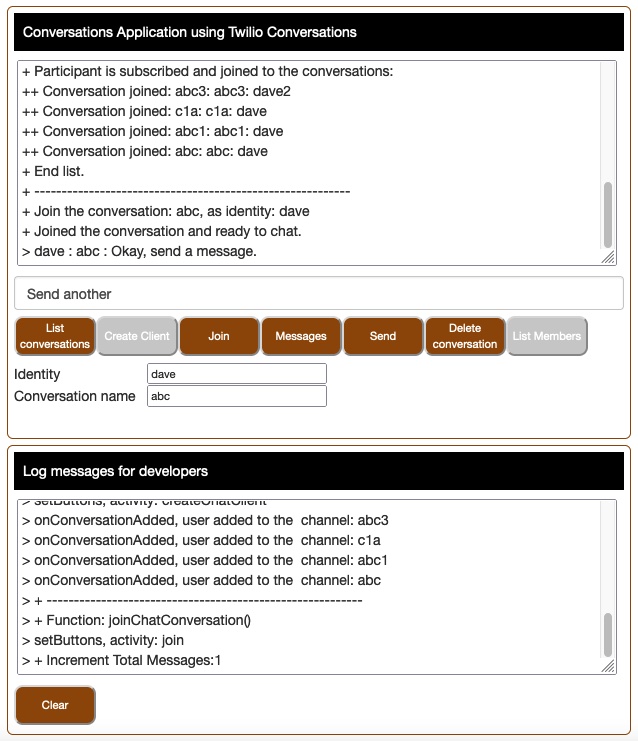 Conversations Application using Twilio Conversations
+ Participant is subscribed and joined to the conversations:
++ Conversation joined: abc3: abc3: dave2
++ Conversation joined: c1a: c1a: dave
++ Conversation joined: abc1: abc1: dave
++ Conversation joined: abc: abc: dave
+ End list.
+ -------------------------------------------------------------
+ Join the conversation: abc, as identity: dave
+ Joined the conversation and ready to chat.
> dave : abc : Okay, send a message.
Send another
List conversations
Create Client
Join
Messages
Send
Delete conversation
List Members
Identity dave
Conversation name abc
Log messages for developers
> setButtons, activity: createChatClient
> onConversationAdded, user added to the  channel: abc3
> onConversationAdded, user added to the  channel: c1a
> onConversationAdded, user added to the  channel: abc1
> onConversationAdded, user added to the  channel: abc
> + -------------------------------------------------------------
> + Function: joinChatConversation()
> setButtons, activity: join
> + Increment Total Messages:1
Clear